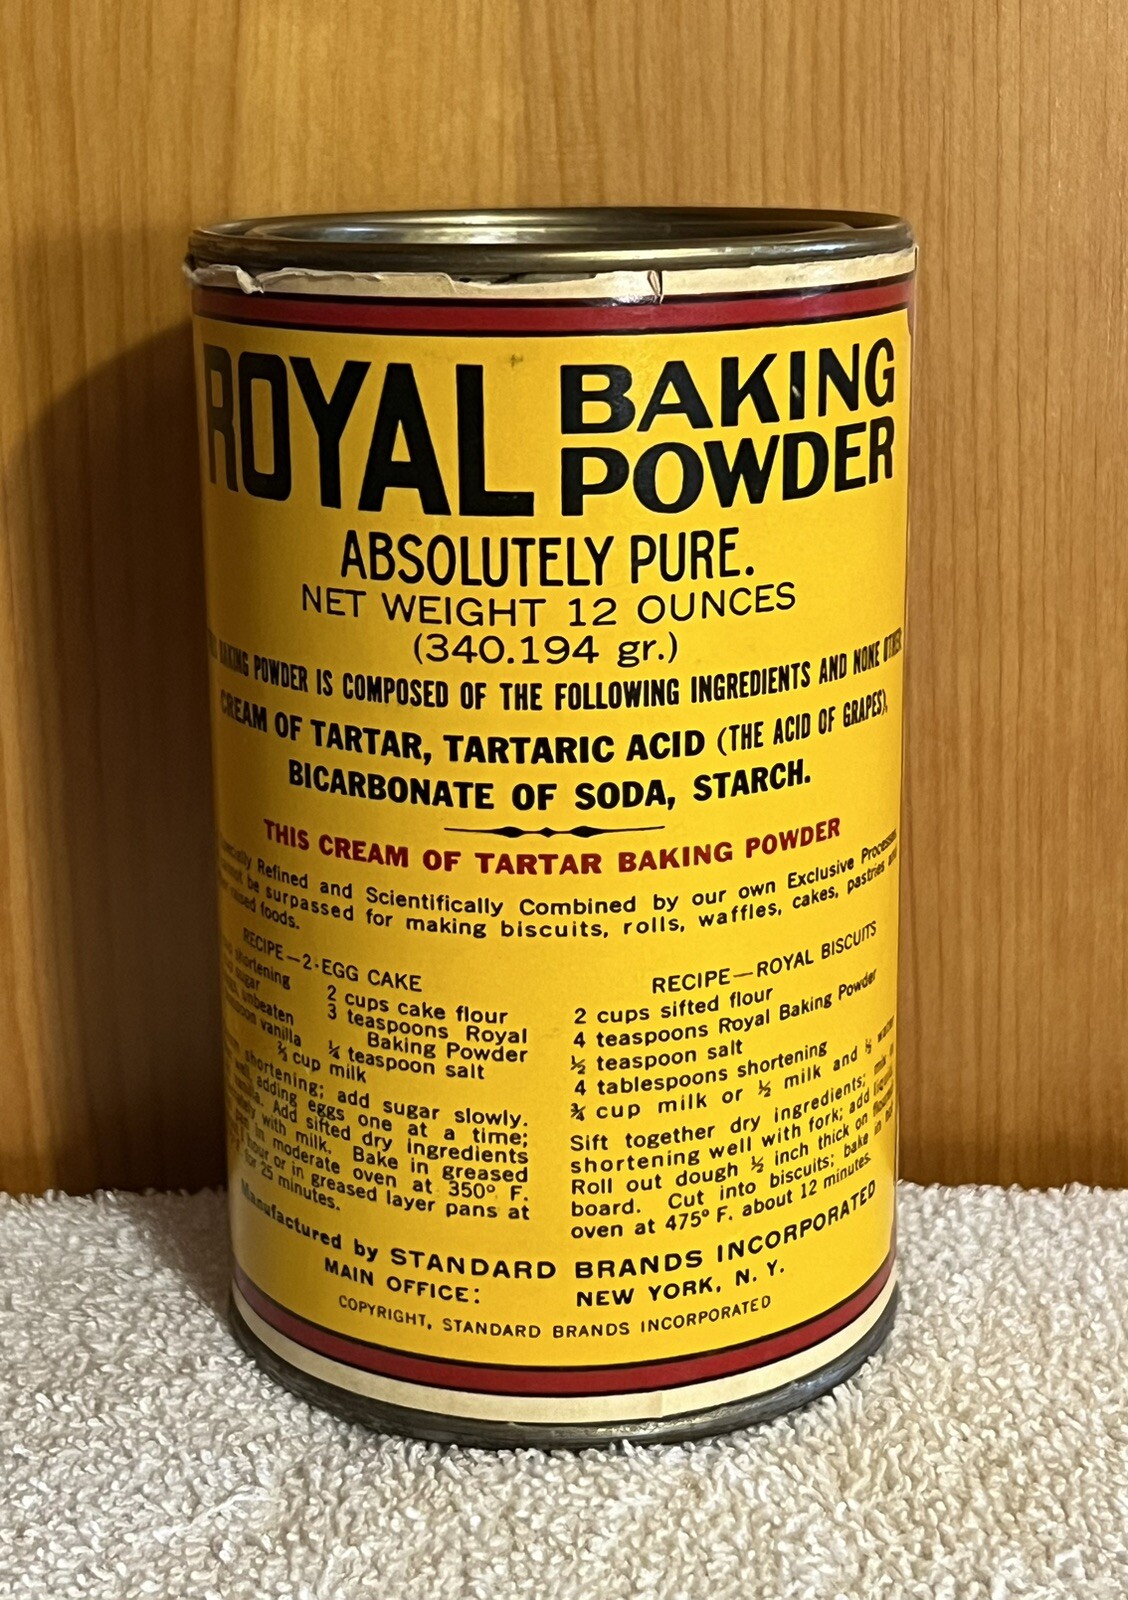 ROYAL BAKING POWDER
ABSOLUTELY PURE.
NET WEIGHT 12 OUNCES
(340.194 gr.)
BAKING POWDER IS COMPOSED OF THE FOLLOWING INGREDIENTS AND NONE OTHER
CREAM OF TARTAR, TARTARIC ACID (THE ACID OF GRAPES),
BICARBONATE OF SODA, STARCH.
THIS CREAM OF TARTAR BAKING POWDER
Refined and Scientifically Combined by our own Exclusive Processes
be surpassed for making biscuits, rolls, waffles, cakes, pastries
foods.
RECIPE—2-EGG CAKE
shortening
sugar
unbeaten
vanilla
2 cups cake flour
3 teaspoons Royal
Baking Powder
¼ teaspoon salt
cup milk
shortening; add sugar slowly.
adding eggs one at a time;
Add sifted dry ingredients
with milk. Bake in greased
in moderate oven at 350° F.
hour or in greased layer pans at
for 25 minutes.
RECIPE—ROYAL BISCUITS
2 cups sifted flour
4 teaspoons Royal Baking Powder
½ teaspoon salt
4 tablespoons shortening
¾ cup milk or ½ milk and ½ water
Sift together dry ingredients; mix in
shortening well with fork; add liquid.
Roll out dough ½ inch thick on floured
board. Cut into biscuits; bake in hot
oven at 475° F. about 12 minutes.
Manufactured by STANDARD BRANDS INCORPORATED
MAIN OFFICE: NEW YORK, N. Y.
COPYRIGHT, STANDARD BRANDS INCORPORATED